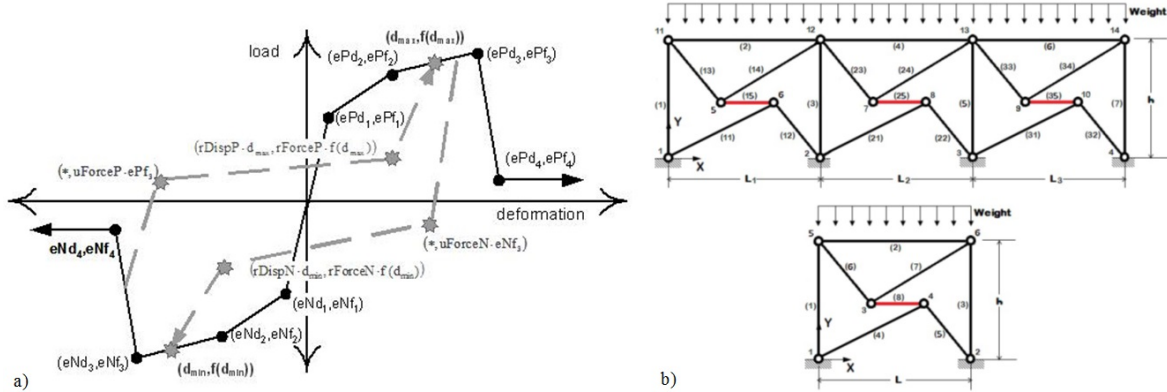 load
(dmax,f(dmax))
(ePd2,ePf2)
(ePd3,ePf3)
(ePd1,ePf1)
(rDispP·dmax,rForceP·f(dmax))
(*,uForceP·ePf3)
(ePd4,ePf4)
deformation
eNd4,eNf4
(*,uForceN·eNf3)
(rDispN·dmin,rForceN·f(dmin))
(eNd1,eNf1)
(eNd2,eNf2)
(eNd3,eNf3)
(dmin,f(dmin))
a)
Weight
11 12 13 14
(2) (4) (6)
(13) (14) (23) (24) (33) (34)
(15) (25) (35)
5 6 7 8 9 10
(1) (3) (5) (7) h
Y
(11) (12) (21) (22) (31) (32)
1 2 3 4
X
L1 L2 L3
Weight
5 6
(2)
(6) (7)
(8)
3 4
(1) (3) h
Y
(4) (5)
1 2
X
L
b)